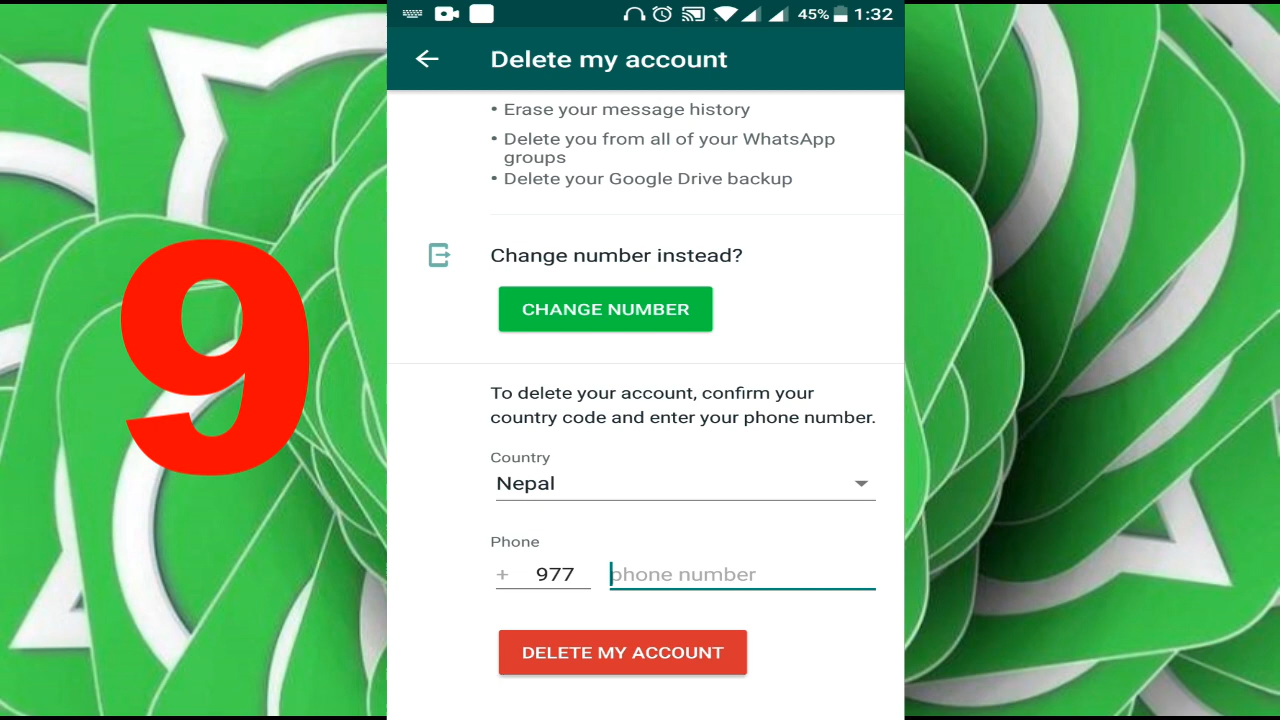 45% 1:32
Delete my account
• Erase your message history
• Delete you from all of your WhatsApp
groups
• Delete your Google Drive backup
9
Change number instead?
CHANGE NUMBER
To delete your account, confirm your
country code and enter your phone number.
Country
Nepal
Phone
+ 977 phone number
DELETE MY ACCOUNT